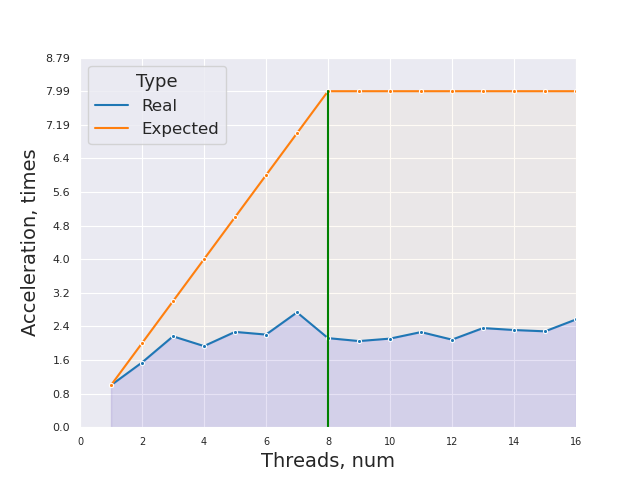 8.79
7.99
7.19
6.4
5.6
4.8
4.0
3.2
2.4
1.6
0.8
0.0
Acceleration, times
Type
Real
Expected
0 2 4 6 8 10 12 14 16
Threads, num